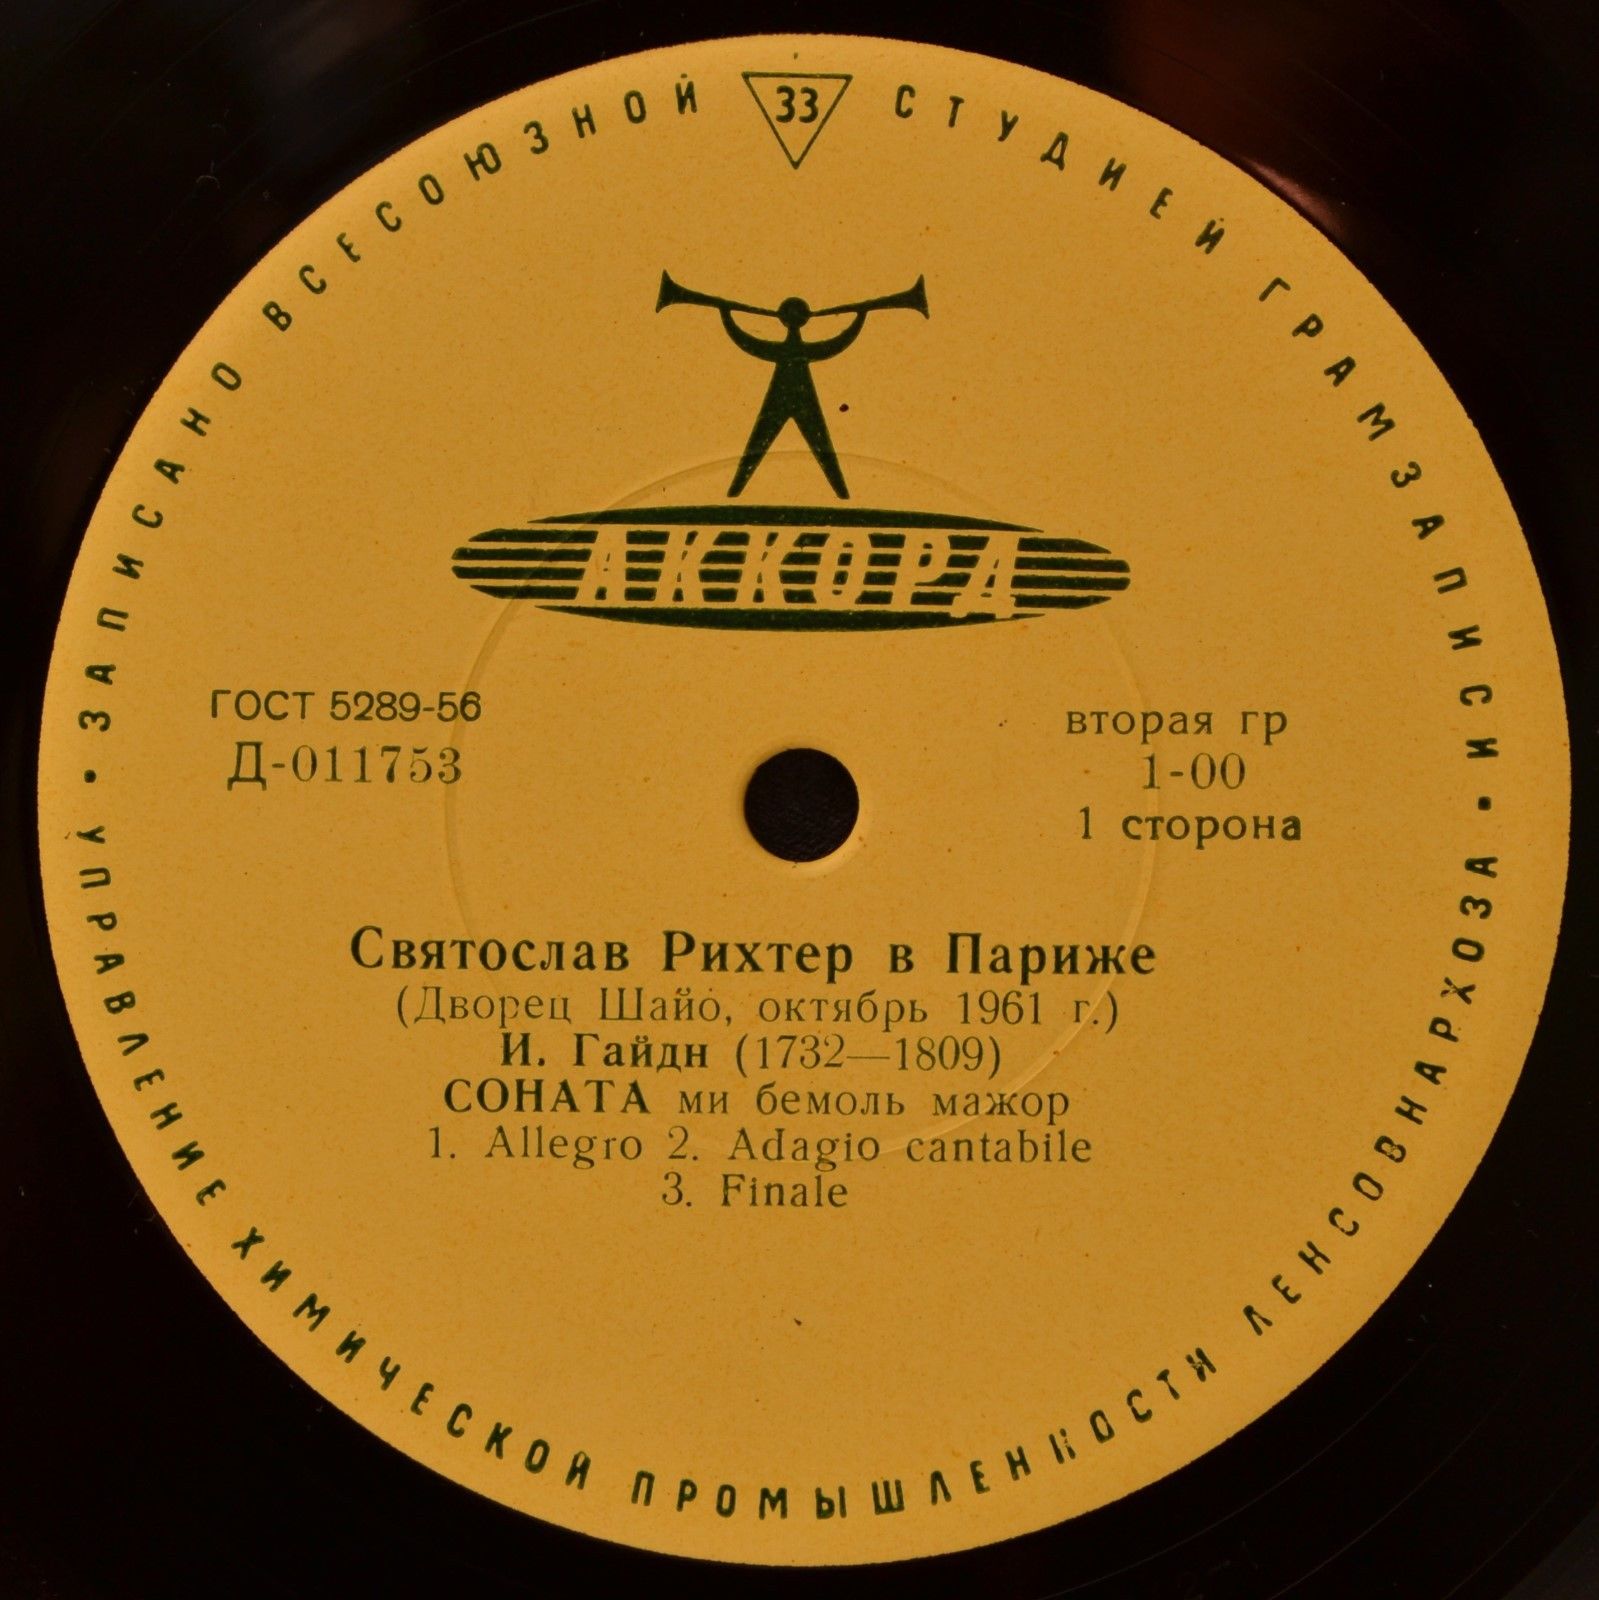 ЗАПИСАНО ВСЕСОЮЗНОЙ СТУДИЕЙ ГРАМЗАПИСИ
33
АККОРД
ГОСТ 5289-56
Д-011753
вторая гр
1-00
1 сторона
Святослав Рихтер в Париже
(Дворец Шайо, октябрь 1961 г.)
И. Гайдн (1732—1809)
СОНАТА ми бемоль мажор
1. Allegro 2. Adagio cantabile
3. Finale
УПРАВЛЕНИЕ ХИМИЧЕСКОЙ ПРОМЫШЛЕННОСТИ ЛЕНСОВНАРХОЗА